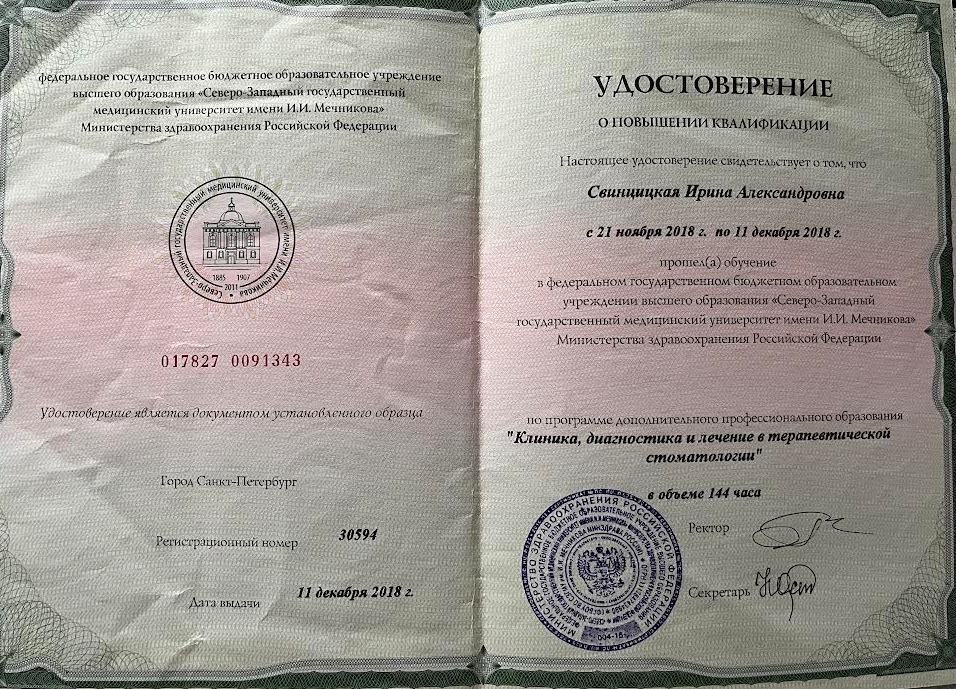 федеральное государственное бюджетное образовательное учреждение
высшего образования «Северо-Западный государственный
медицинский университет имени И.И. Мечникова»
Министерства здравоохранения Российской Федерации
Северо-Западный государственный медицинский университет имени И.И.Мечникова
1885 1907
2011
017827 0091343
Удостоверение является документом установленного образца
Город Санкт-Петербург
Регистрационный номер 30594
Дата выдачи 11 декабря 2018 г.
УДОСТОВЕРЕНИЕ
О ПОВЫШЕНИИ КВАЛИФИКАЦИИ
Настоящее удостоверение свидетельствует о том, что
Свинцицкая Ирина Александровна
с 21 ноября 2018 г. по 11 декабря 2018 г.
прошел(а) обучение
в федеральном государственном бюджетном образовательном
учреждении высшего образования «Северо-Западный
государственный медицинский университет имени И.И. Мечникова»
Министерства здравоохранения Российской Федерации
по программе дополнительного профессионального образования
"Клиника, диагностика и лечение в терапевтической
стоматологии"
в объеме 144 часа
Ректор
Секретарь
МИНИСТЕРСТВО ЗДРАВООХРАНЕНИЯ РОССИЙСКОЙ ФЕДЕРАЦИИ